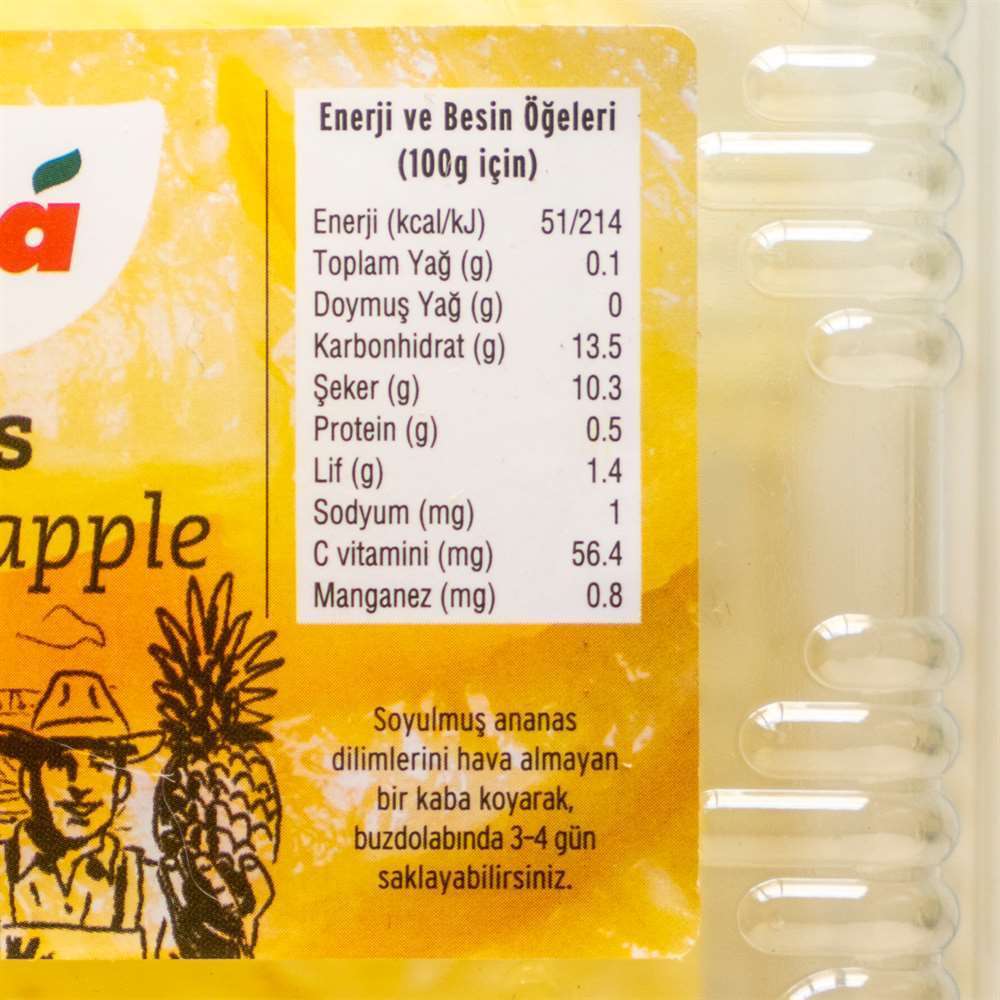 á
s
apple
Enerji ve Besin Öğeleri
(100g için)
Enerji (kcal/kJ) 51/214
Toplam Yağ (g) 0.1
Doymuş Yağ (g) 0
Karbonhidrat (g) 13.5
Şeker (g) 10.3
Protein (g) 0.5
Lif (g) 1.4
Sodyum (mg) 1
C vitamini (mg) 56.4
Manganez (mg) 0.8
Soyulmuş ananas
dilimlerini hava almayan
bir kaba koyarak,
buzdolabında 3-4 gün
saklayabilirsiniz.